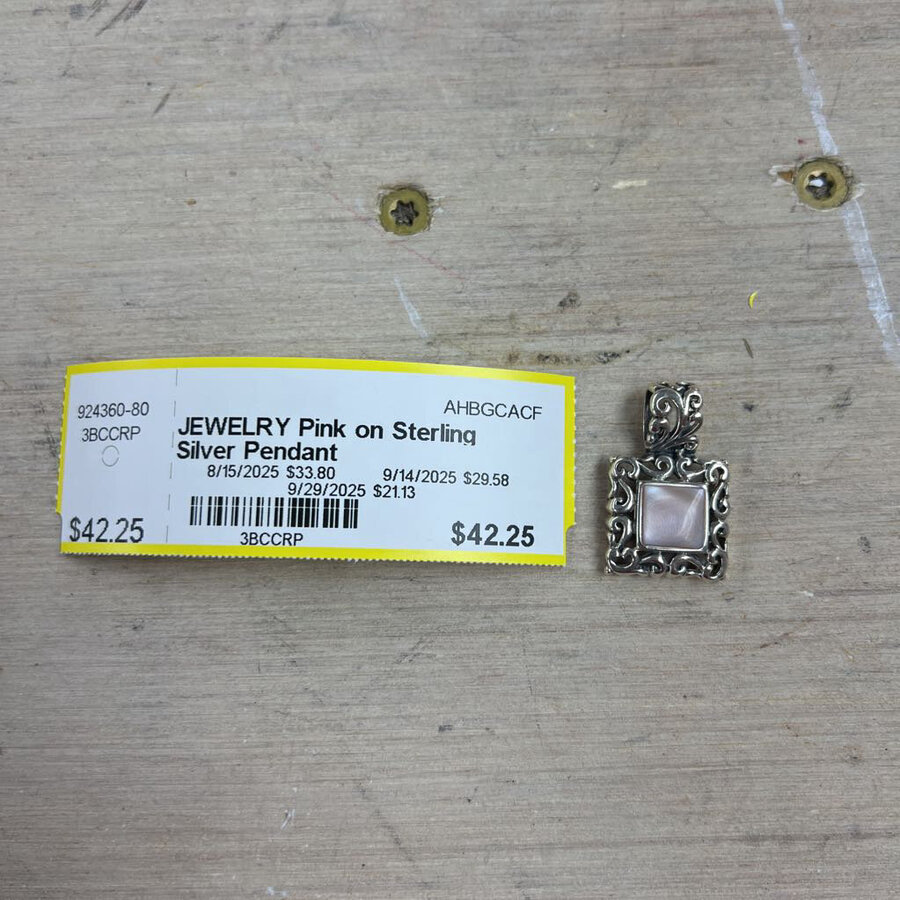 924360-80
3BCCRP
$42.25
AHBGCACF
JEWELRY Pink on Sterling
Silver Pendant
8/15/2025 $33.80 9/14/2025 $29.58
9/29/2025 $21.13
3BCCRP
$42.25